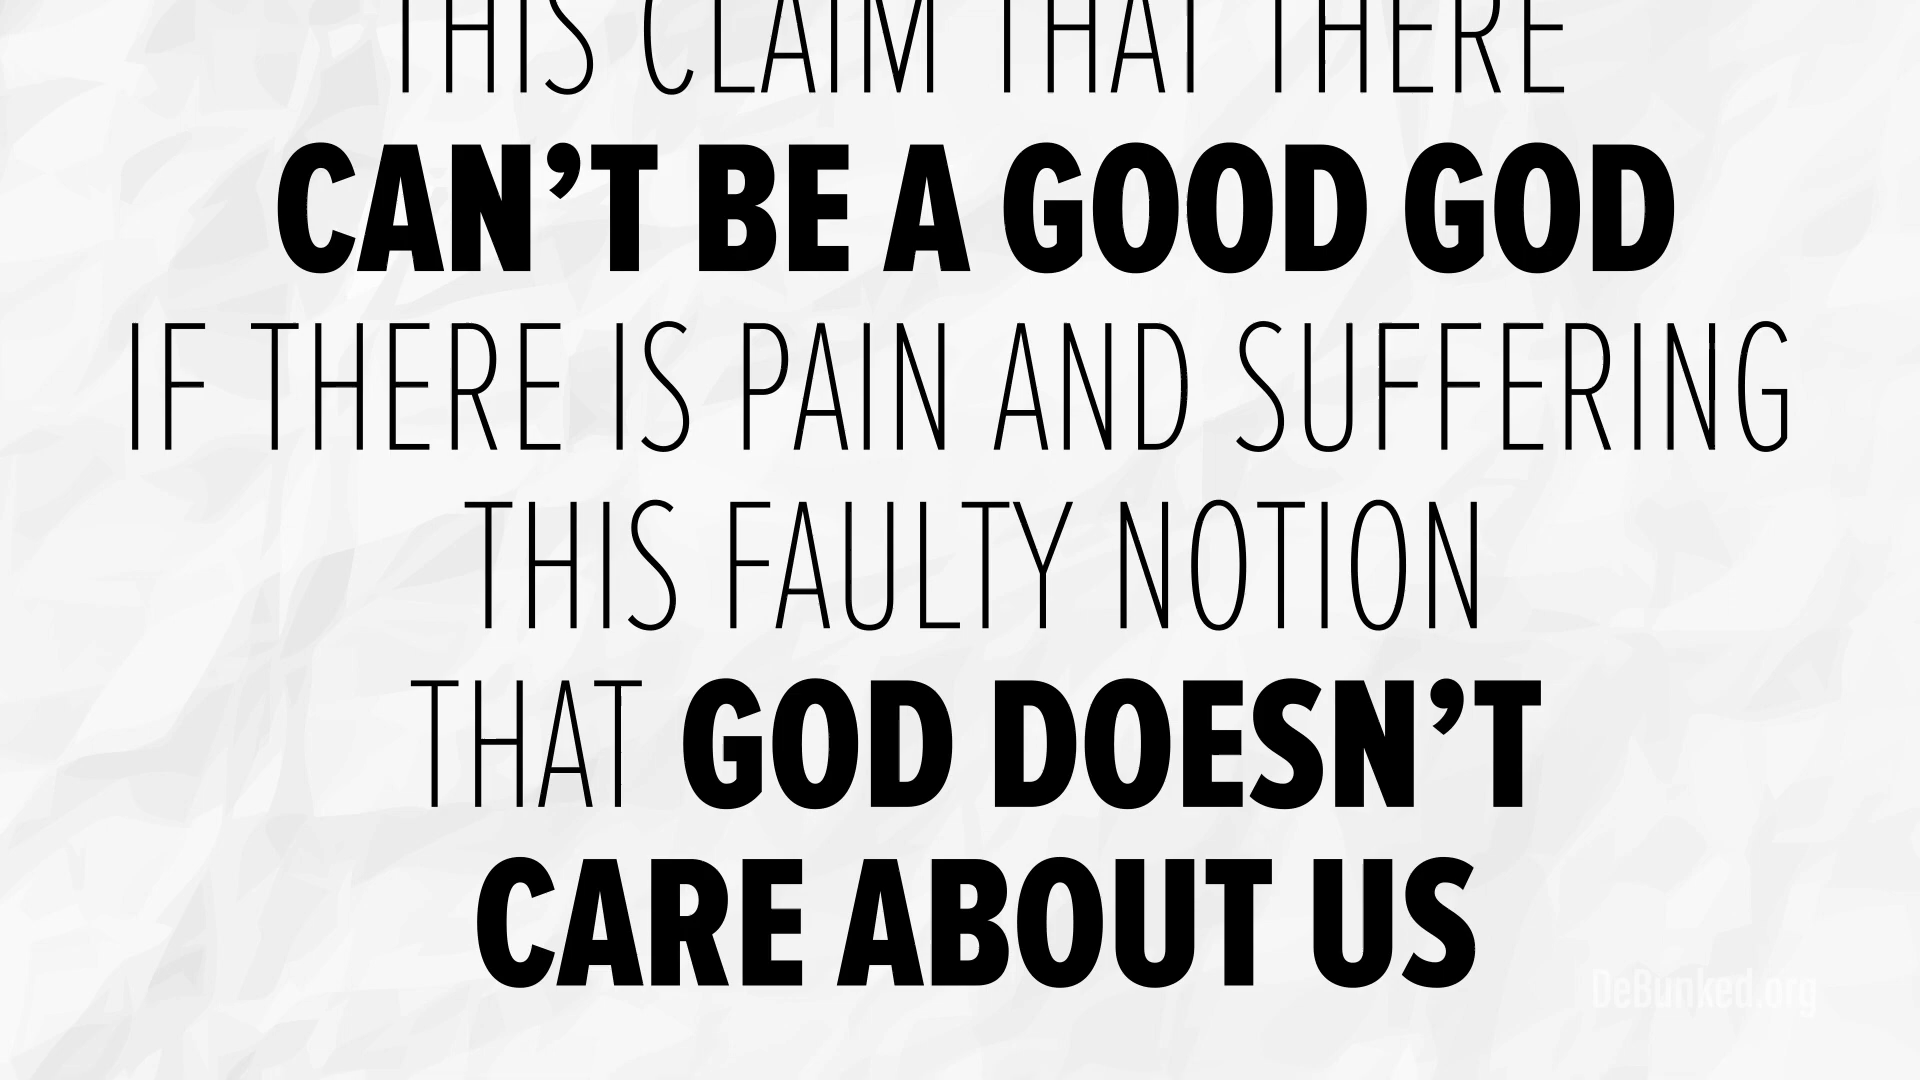 THIS CLAIM THAT THERE
CAN’T BE A GOOD GOD
IF THERE IS PAIN AND SUFFERING
THIS FAULTY NOTION
THAT GOD DOESN’T
CARE ABOUT US
DeBunked.org